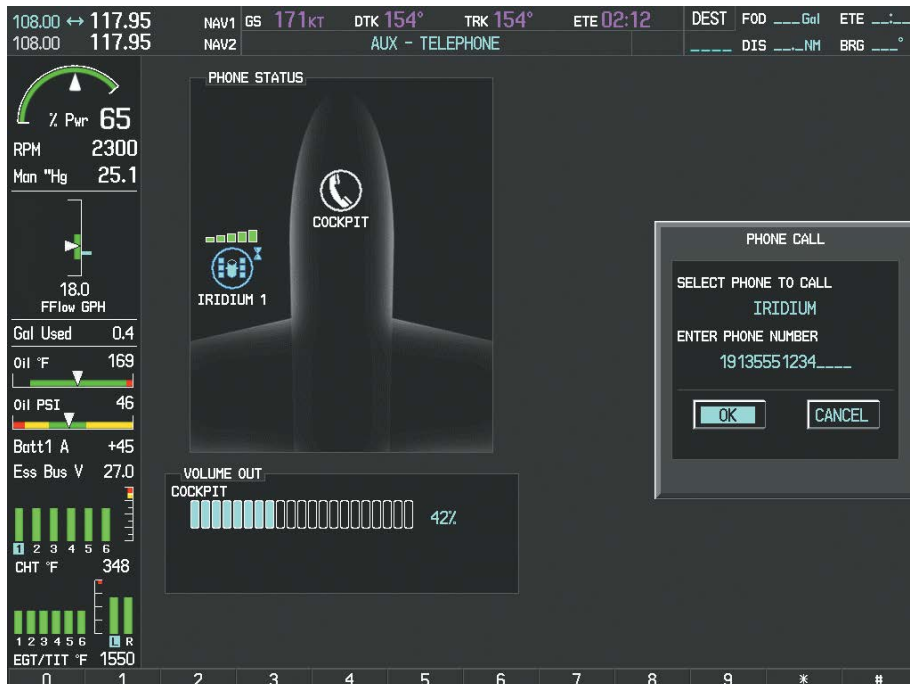 108.00 ↔ 117.95 NAV1 GS 171KT DTK 154° TRK 154° ETE 02:12 DEST FOD ___Gal ETE __:__
108.00 117.95 NAV2 AUX – TELEPHONE ____ DIS __._NM BRG ___°
% Pwr 65
RPM 2300
Man "Hg 25.1
18.0
FFlow GPH
Gal Used 0.4
Oil °F 169
Oil PSI 46
Batt1 A +45
Ess Bus V 27.0
1 2 3 4 5 6
CHT °F 348
1 2 3 4 5 6 L R
EGT/TIT °F 1550
PHONE STATUS
COCKPIT
IRIDIUM 1
VOLUME OUT
COCKPIT
42%
PHONE CALL
SELECT PHONE TO CALL
IRIDIUM
ENTER PHONE NUMBER
19135551234____
OK CANCEL
0 1 2 3 4 5 6 7 8 9 * #